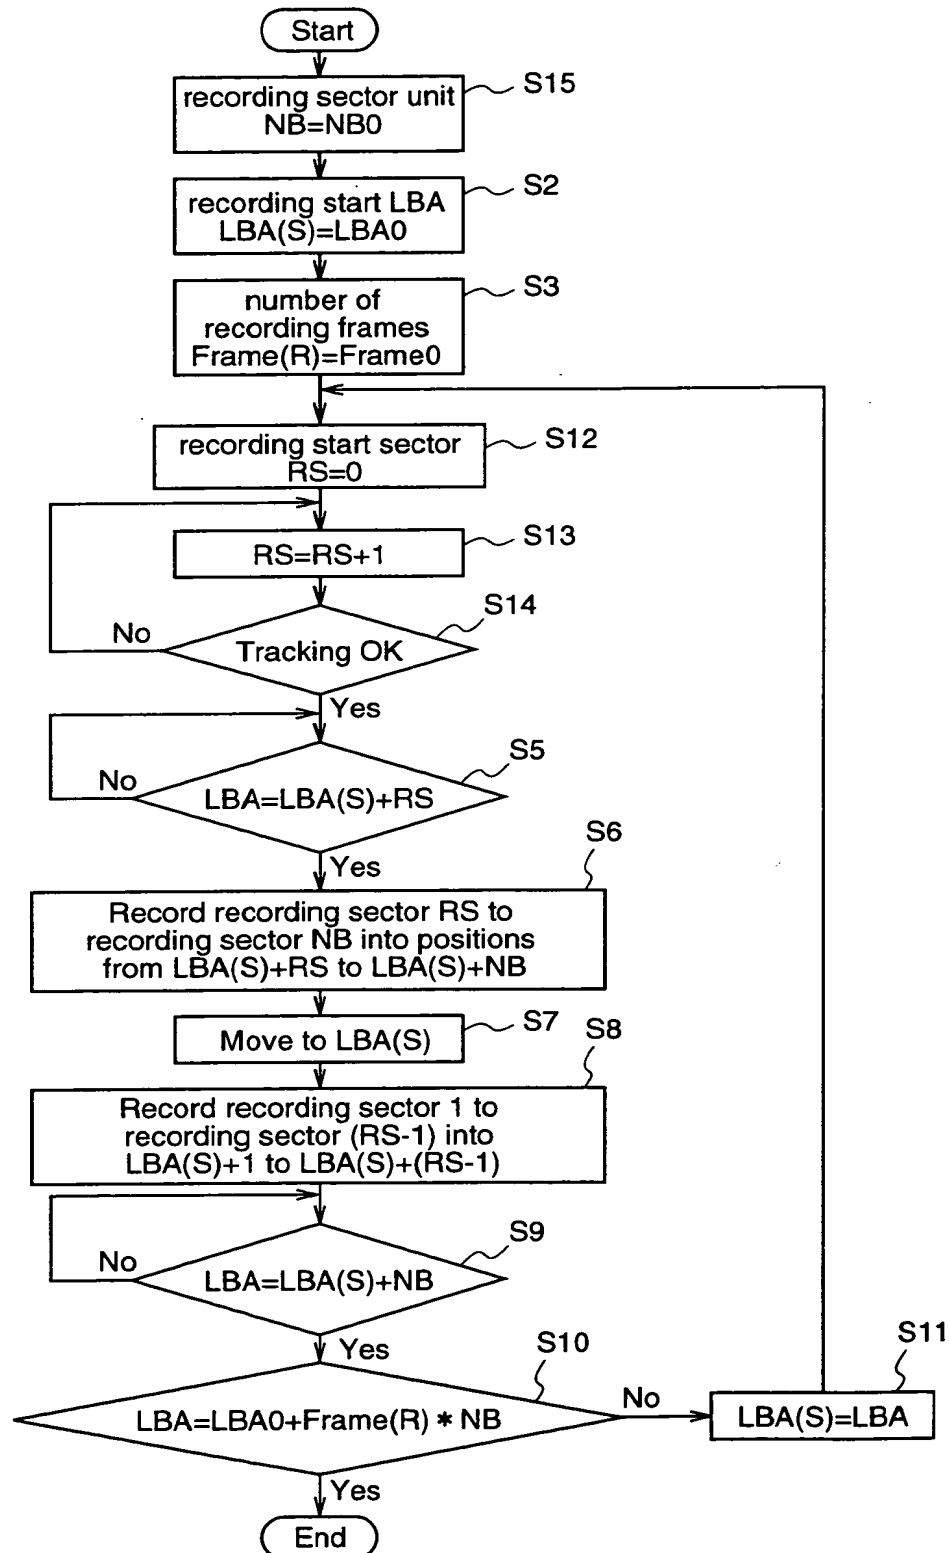 Start
recording sector unit
NB=NB0
S15
recording start LBA
LBA(S)=LBA0
S2
number of
recording frames
Frame(R)=Frame0
S3
recording start sector
RS=0
S12
RS=RS+1
S13
Tracking OK
S14
No
Yes
LBA=LBA(S)+RS
S5
No
Yes
Record recording sector RS to
recording sector NB into positions
from LBA(S)+RS to LBA(S)+NB
S6
Move to LBA(S)
S7
Record recording sector 1 to
recording sector (RS-1) into
LBA(S)+1 to LBA(S)+(RS-1)
S8
LBA=LBA(S)+NB
S9
No
Yes
LBA=LBA0+Frame(R) * NB
S10
No
LBA(S)=LBA
S11
Yes
End